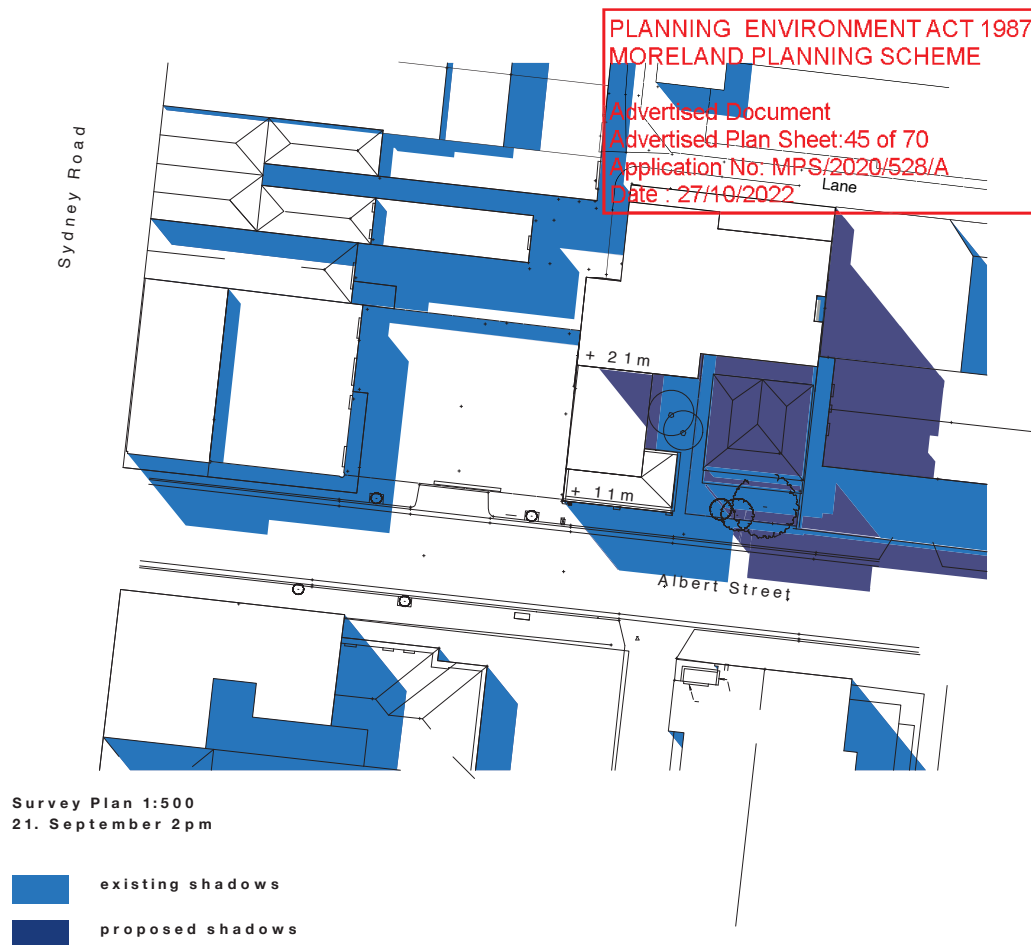 PLANNING ENVIRONMENT ACT 1987
MORELAND PLANNING SCHEME
Advertised Document
Advertised Plan Sheet:45 of 70
Application No: MPS/2020/528/A
Date : 27/10/2022
Lane
Sydney Road
+ 21m
+ 11m
Albert Street
Survey Plan 1:500
21. September 2pm
existing shadows
proposed shadows